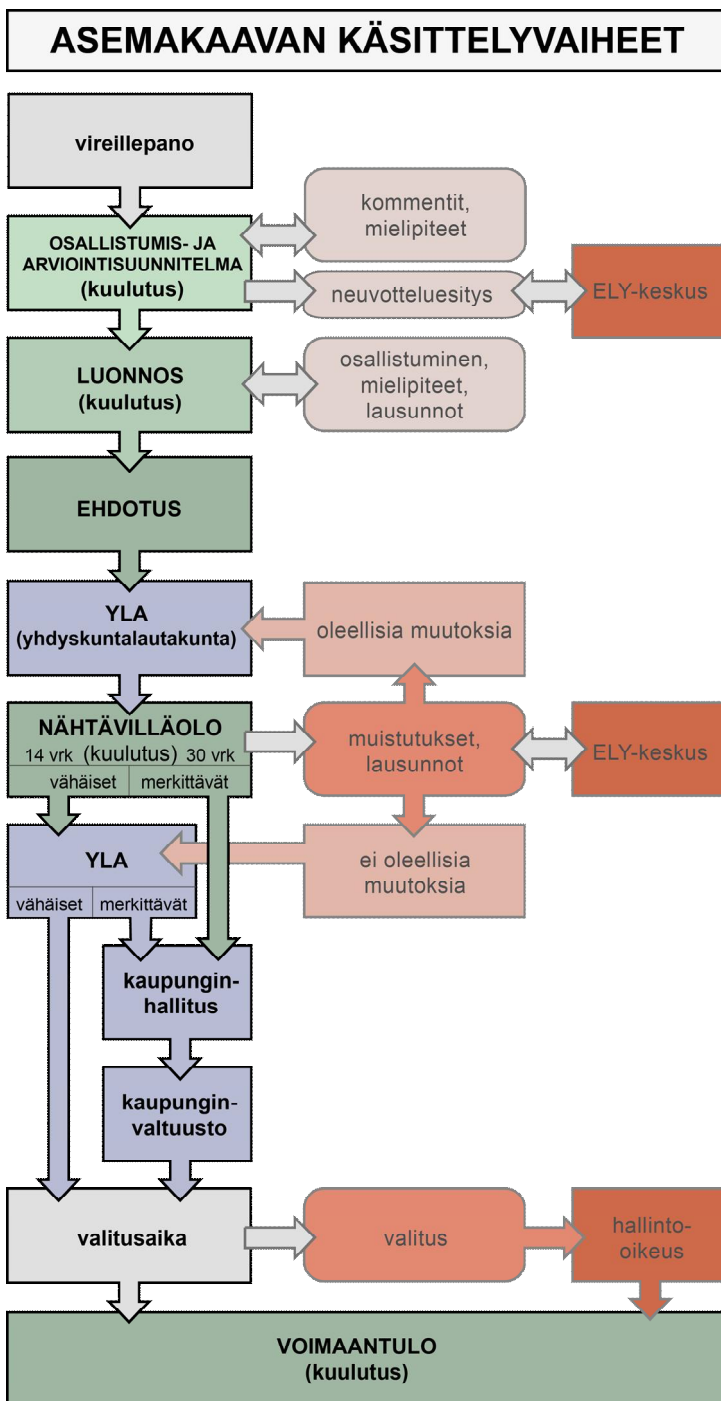 ASEMAKAAVAN KÄSITTELYVAIHEET
vireillepano
kommentit,
mielipiteet
OSALLISTUMIS- JA
ARVIOINTISUUNNITELMA
(kuulutus)
neuvotteluesitys
ELY-keskus
LUONNOS
(kuulutus)
osallistuminen,
mielipiteet,
lausunnot
EHDOTUS
YLA
(yhdyskuntalautakunta)
oleellisia muutoksia
NÄHTÄVILLÄOLO
14 vrk (kuulutus) 30 vrk
vähäiset merkittävät
muistutukset,
lausunnot
ELY-keskus
YLA
vähäiset merkittävät
ei oleellisia
muutoksia
kaupungin-
hallitus
kaupungin-
valtuusto
valitusaika
valitus
hallinto-
oikeus
VOIMAANTULO
(kuulutus)